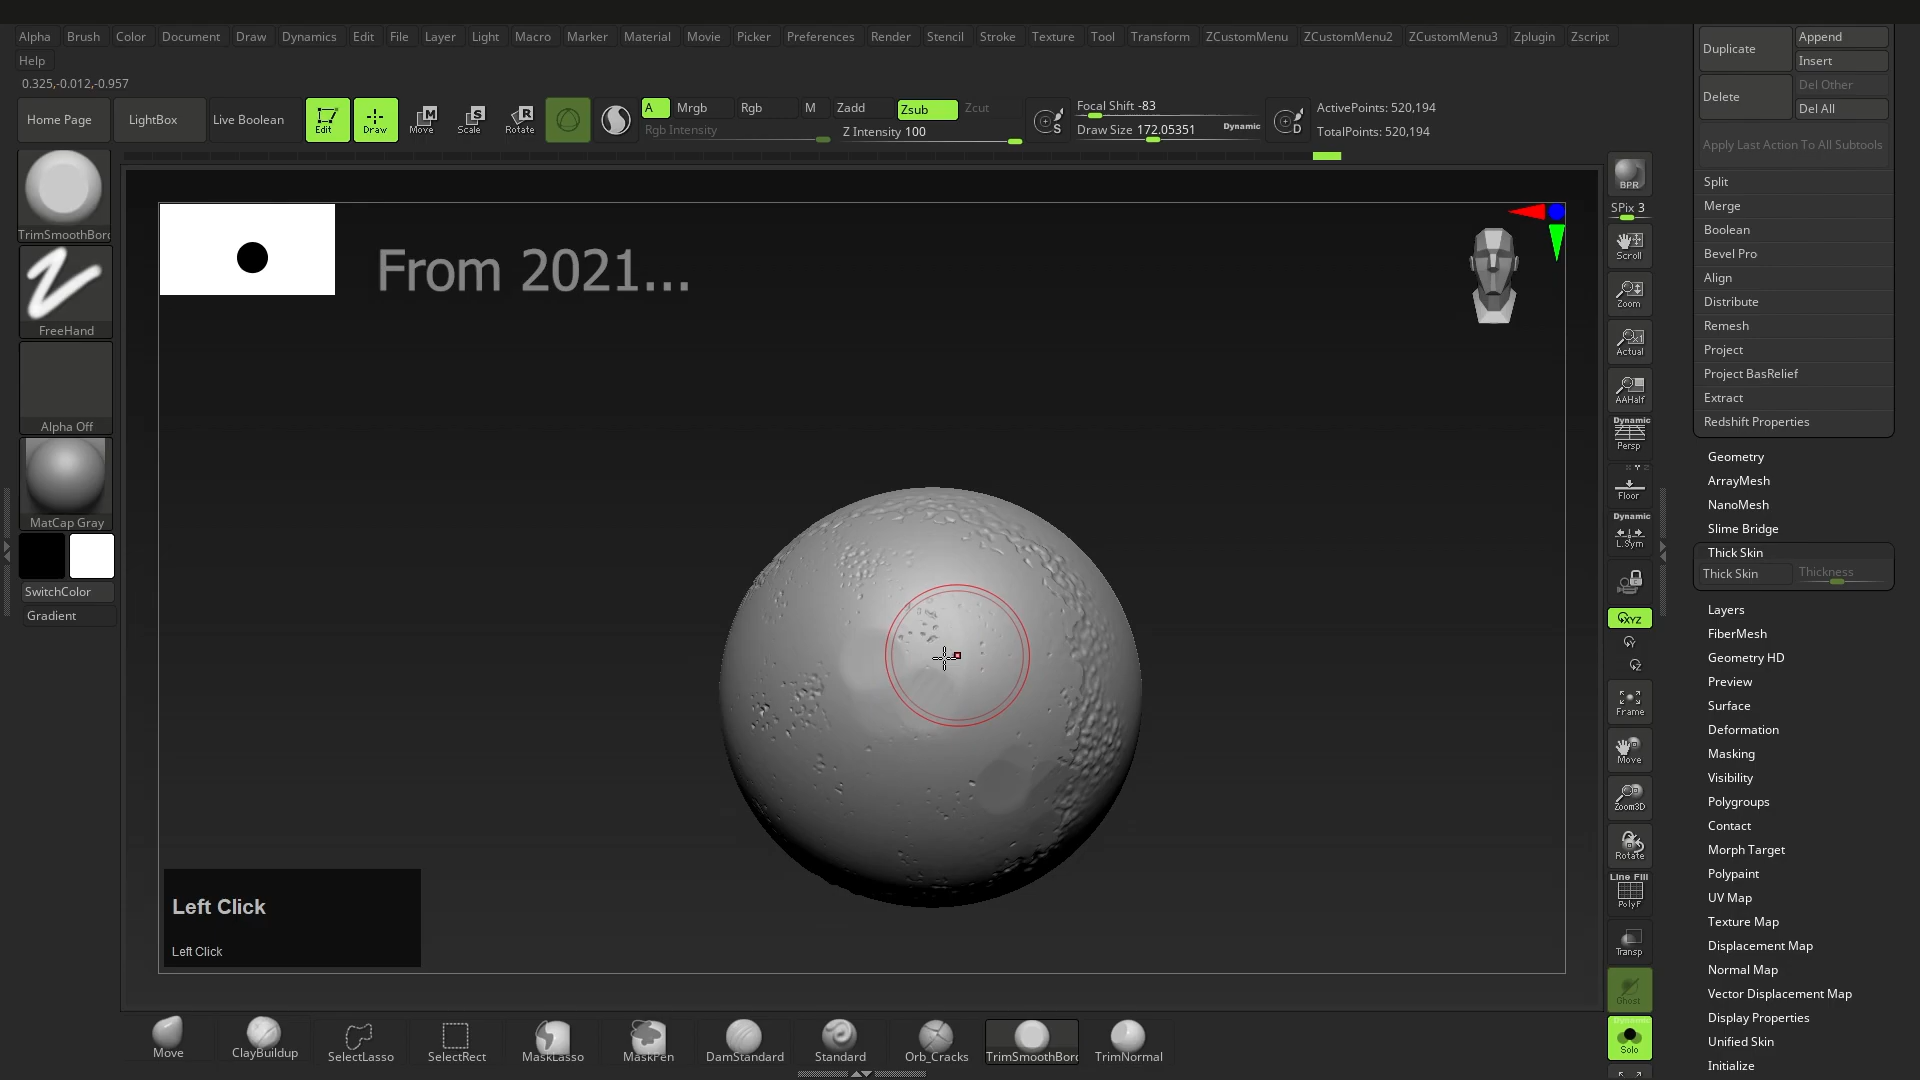 Alpha Brush Color Document Draw Dynamics Edit File Layer Light Macro Marker Material Movie Picker Preferences Render Stencil Stroke Texture Tool Transform ZCustomMenu ZCustomMenu2 ZCustomMenu3 Zplugin Zscript
Help
0.325,-0.012,-0.957
Home Page LightBox Live Boolean Edit Draw Move Scale Rotate
A Mrgb Rgb M Zadd Zsub Zcut
Rgb Intensity Z Intensity 100
Focal Shift -83
Draw Size 172.05351 Dynamic
ActivePoints: 520,194
TotalPoints: 520,194
TrimSmoothBord
FreeHand
Alpha Off
MatCap Gray
SwitchColor
Gradient
From 2021...
Left Click
Left Click
Move ClayBuildup SelectLasso SelectRect MaskLasso MaskPen DamStandard Standard Orb_Cracks TrimSmoothBord TrimNormal
BPR
SPix 3
Scroll
Zoom
Actual
AAHalf
Dynamic
Persp
Floor
Dynamic
L.Sym
XYZ
Y
Z
Frame
Move
Zoom3D
Rotate
Line Fill
PolyF
Transp
Ghost
Dynamic
Solo
Duplicate
Append
Insert
Delete
Del Other
Del All
Apply Last Action To All Subtools
Split
Merge
Boolean
Bevel Pro
Align
Distribute
Remesh
Project
Project BasRelief
Extract
Redshift Properties
Geometry
ArrayMesh
NanoMesh
Slime Bridge
Thick Skin
Thick Skin Thickness
Layers
FiberMesh
Geometry HD
Preview
Surface
Deformation
Masking
Visibility
Polygroups
Contact
Morph Target
Polypaint
UV Map
Texture Map
Displacement Map
Normal Map
Vector Displacement Map
Display Properties
Unified Skin
Initialize